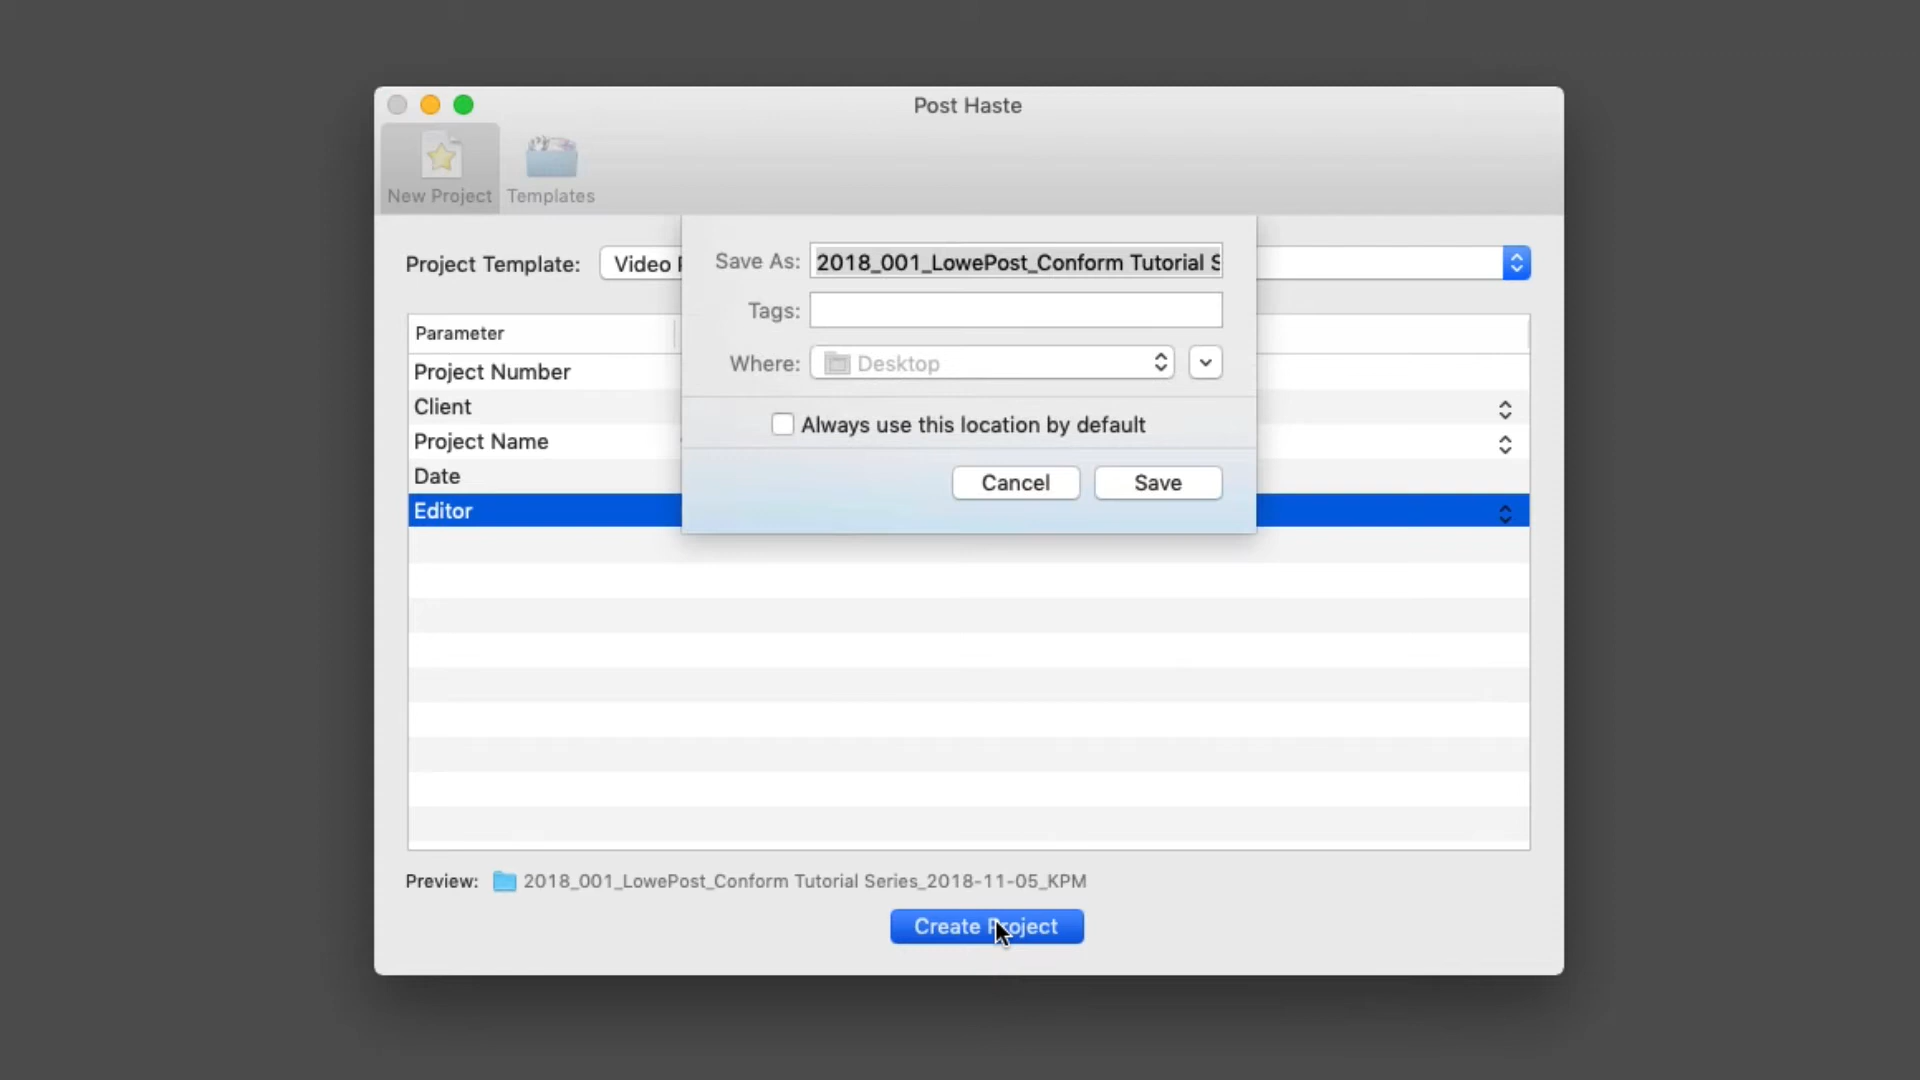 Post Haste
New Project
Templates
Project Template:
Video
Save As: 2018_001_LowePost_Conform Tutorial S
Tags:
Where: Desktop
Always use this location by default
Cancel
Save
Parameter
Project Number
Client
Project Name
Date
Editor
Preview: 2018_001_LowePost_Conform Tutorial Series_2018-11-05_KPM
Create Project